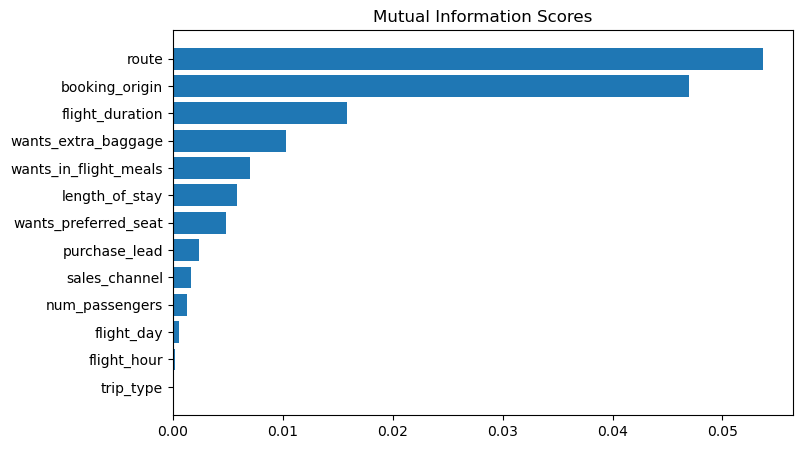 Mutual Information Scores
route
booking_origin
flight_duration
wants_extra_baggage
wants_in_flight_meals
length_of_stay
wants_preferred_seat
purchase_lead
sales_channel
num_passengers
flight_day
flight_hour
trip_type
0.00 0.01 0.02 0.03 0.04 0.05